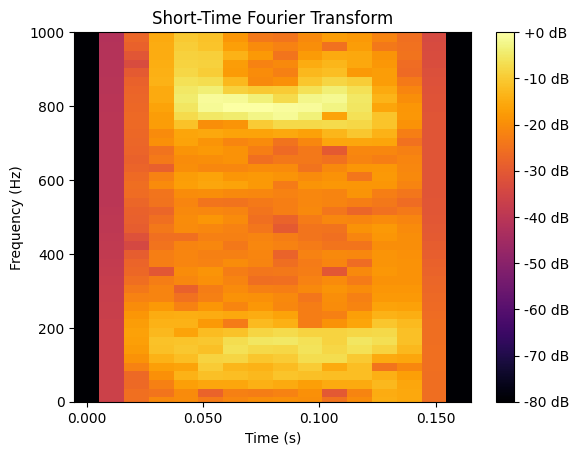 Short-Time Fourier Transform
1000
800
600
400
200
0
Frequency (Hz)
0.000
0.050
0.100
0.150
Time (s)
+0 dB
-10 dB
-20 dB
-30 dB
-40 dB
-50 dB
-60 dB
-70 dB
-80 dB